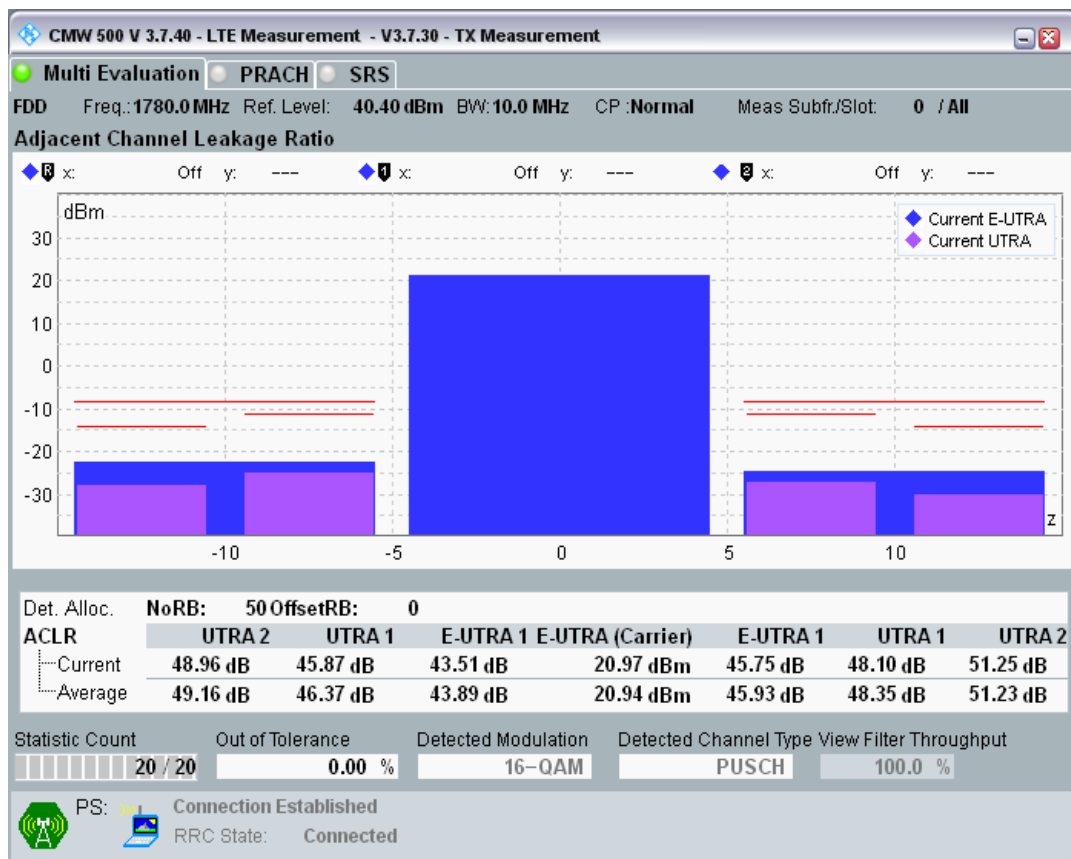 CMW 500 V 3.7.40 - LTE Measurement - V3.7.30 - TX Measurement
Multi Evaluation PRACH SRS
FDD Freq.:1780.0 MHz Ref. Level: 40.40 dBm BW:10.0 MHz CP :Normal Meas Subfr./Slot: 0 / All
Adjacent Channel Leakage Ratio
R x: Off y: --- 1 x: Off y: --- 2 x: Off y: ---
dBm
Current E-UTRA
Current UTRA
30
20
10
0
-10
-20
-30
z
-10 -5 0 5 10
Det. Alloc. NoRB: 50 OffsetRB: 0
ACLR UTRA 2 UTRA 1 E-UTRA 1 E-UTRA (Carrier) E-UTRA 1 UTRA 1 UTRA 2
Current 48.96 dB 45.87 dB 43.51 dB 20.97 dBm 45.75 dB 48.10 dB 51.25 dB
Average 49.16 dB 46.37 dB 43.89 dB 20.94 dBm 45.93 dB 48.35 dB 51.23 dB
Statistic Count Out of Tolerance Detected Modulation Detected Channel Type View Filter Throughput
20 / 20 0.00 % 16-QAM PUSCH 100.0 %
PS: Connection Established
RRC State: Connected